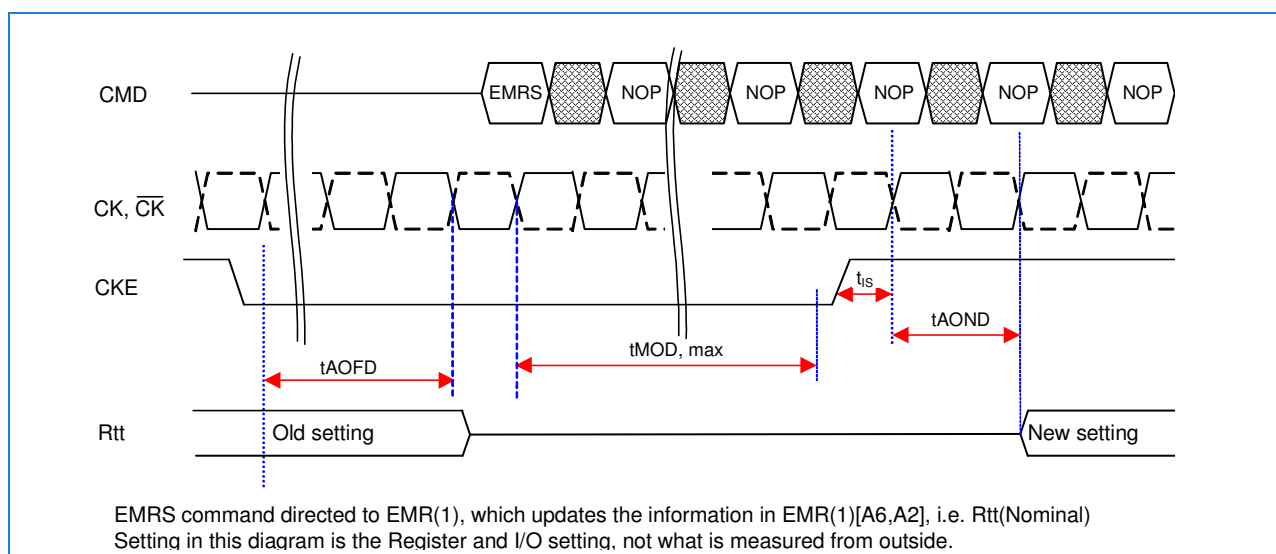 CMD
EMRS NOP NOP NOP NOP NOP
CK, C̅K̅
CKE
tIS
tAOND
tMOD, max
tAOFD
Rtt
Old setting
New setting
EMRS command directed to EMR(1), which updates the information in EMR(1)[A6,A2], i.e. Rtt(Nominal)
Setting in this diagram is the Register and I/O setting, not what is measured from outside.